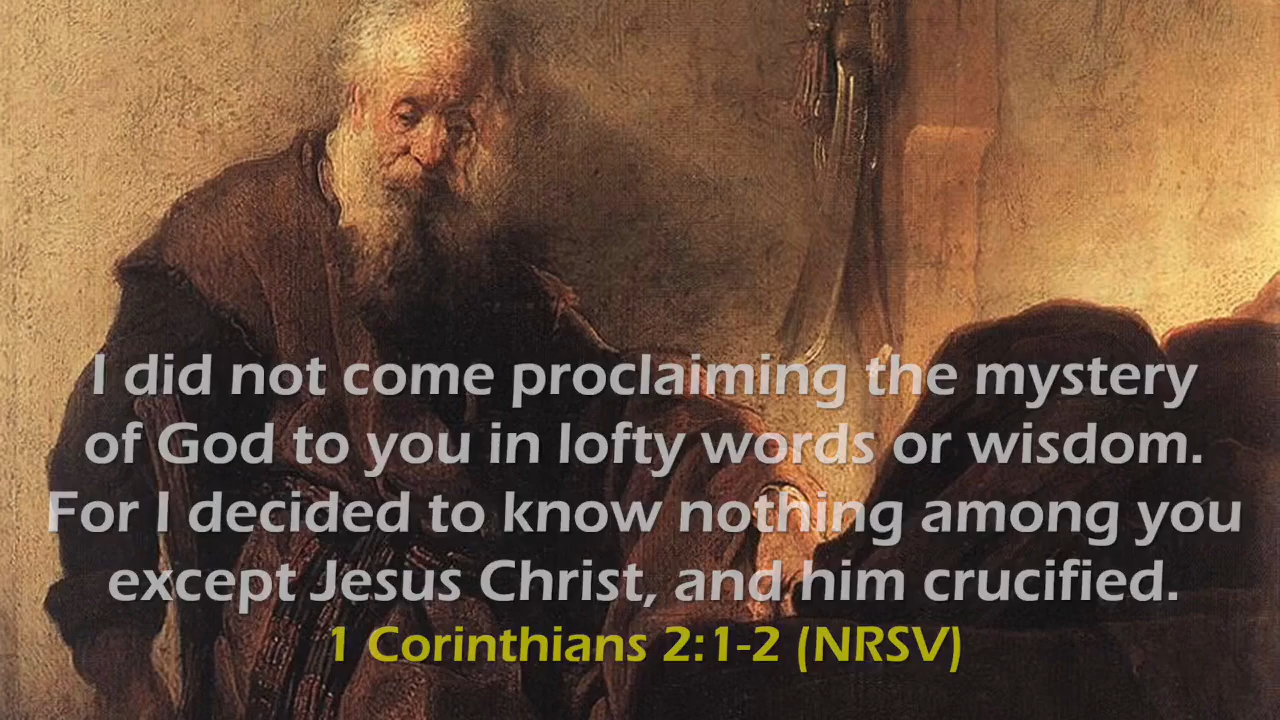 I did not come proclaiming the mystery
of God to you in lofty words or wisdom.
For I decided to know nothing among you
except Jesus Christ, and him crucified.
1 Corinthians 2:1-2 (NRSV)